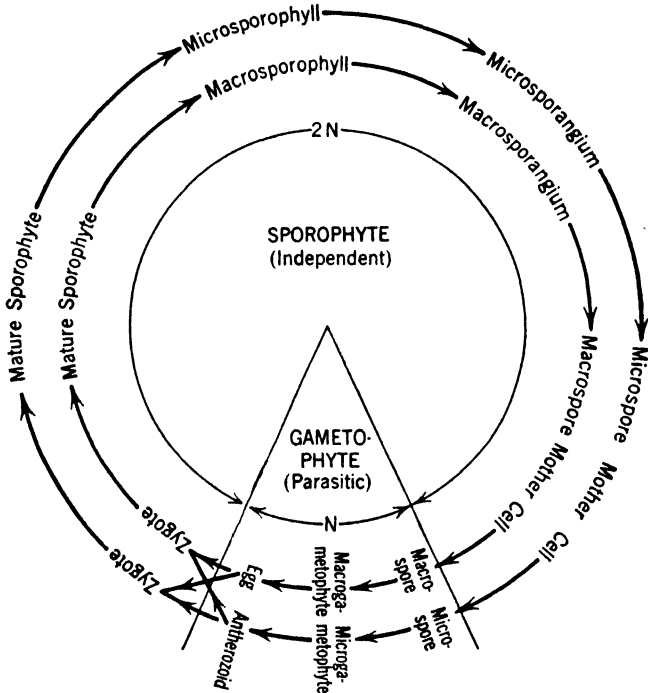 Microsporophyll
Microsporangium
Macrosporophyll
Macrosporangium
2N
SPOROPHYTE
(Independent)
Mature Sporophyte
Mature Sporophyte
Macrospore Mother Cell
Microspore Mother Cell
GAMETO-
PHYTE
(Parasitic)
N
Zygote
Zygote
Egg
Antherozoid
Macroga-
metophyte
Microga-
metophyte
Macro-
spore
Micro-
spore